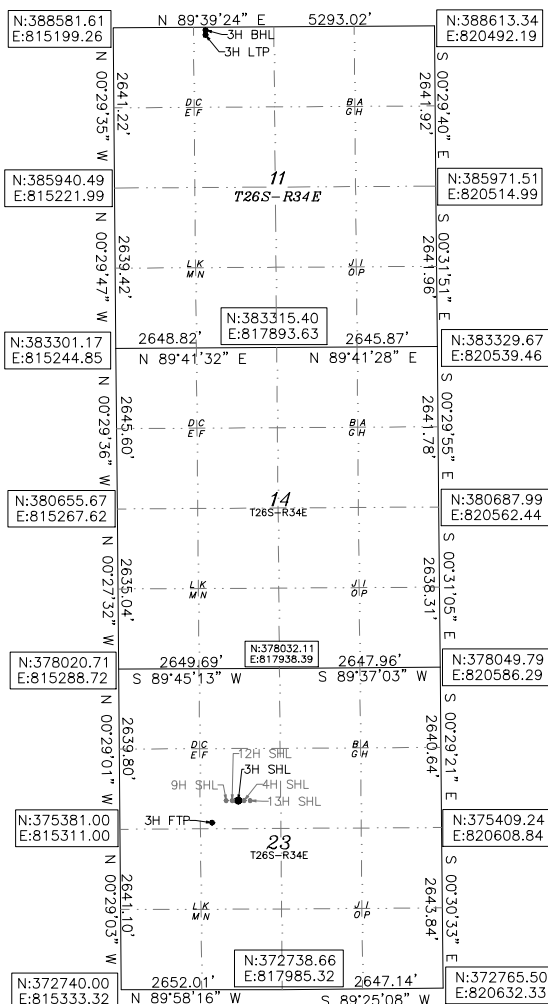 N 89°39'24" E 5293.02'
N:388581.61
E:815199.26
N:388613.34
E:820492.19
3H BHL
3H LTP
N 00°29'35" W
2641.22'
2641.92'
S 00°29'40" E
D C
E F
B A
G H
11
T26S-R34E
N:385940.49
E:815221.99
N:385971.51
E:820514.99
N 00°29'47" W
2639.42'
2641.96'
S 00°31'51" E
L K
M N
J I
O P
N:383315.40
E:817893.63
N:383301.17
E:815244.85
2648.82'
2645.87'
N:383329.67
E:820539.46
N 89°41'32" E
N 89°41'28" E
N 00°29'36" W
2645.60'
2641.78'
S 00°29'55" E
D C
E F
B A
G H
14
T26S-R34E
N:380655.67
E:815267.62
N:380687.99
E:820562.44
N 00°27'32" W
2635.04'
2638.31'
S 00°31'05" E
L K
M N
J I
O P
N:378032.11
E:817938.39
N:378020.71
E:815288.72
2649.69'
2647.96'
N:378049.79
E:820586.29
S 89°45'13" W
S 89°37'03" W
N 00°29'01" W
2639.80'
2640.64'
S 00°29'21" E
D C
E F
B A
G H
12H SHL
3H SHL
9H SHL
4H SHL
13H SHL
3H FTP
23
T26S-R34E
N:375381.00
E:815311.00
N:375409.24
E:820608.84
N 00°29'03" W
2641.10'
2643.84'
S 00°30'33" E
L K
M N
J I
O P
N:372738.66
E:817985.32
N:372740.00
E:815333.32
2652.01'
2647.14'
N:372765.50
E:820632.33
N 89°58'16" W
S 89°25'08" W